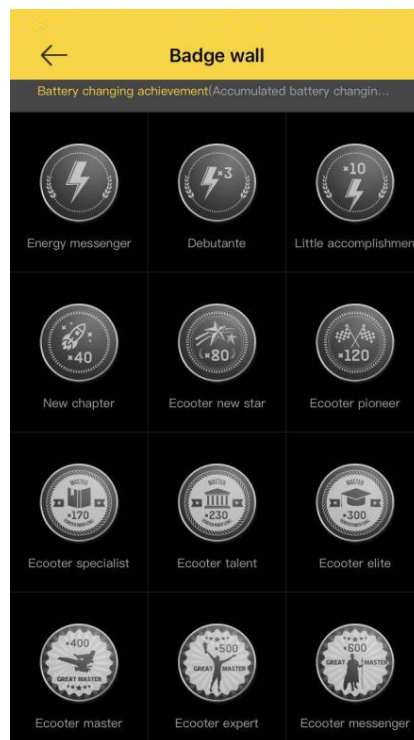 Badge wall
Battery changing achievement(Accumulated battery changin...
×3
×10
Energy messenger
Debutante
Little accomplishmen
×40
×80
×120
New chapter
Ecooter new star
Ecooter pioneer
MASTER
×170
MASTER
×230
MASTER
×300
Ecooter specialist
Ecooter talent
Ecooter elite
×400
GREAT MASTER
×500
GREAT MASTER
×600
GREAT MASTER
Ecooter master
Ecooter expert
Ecooter messenger